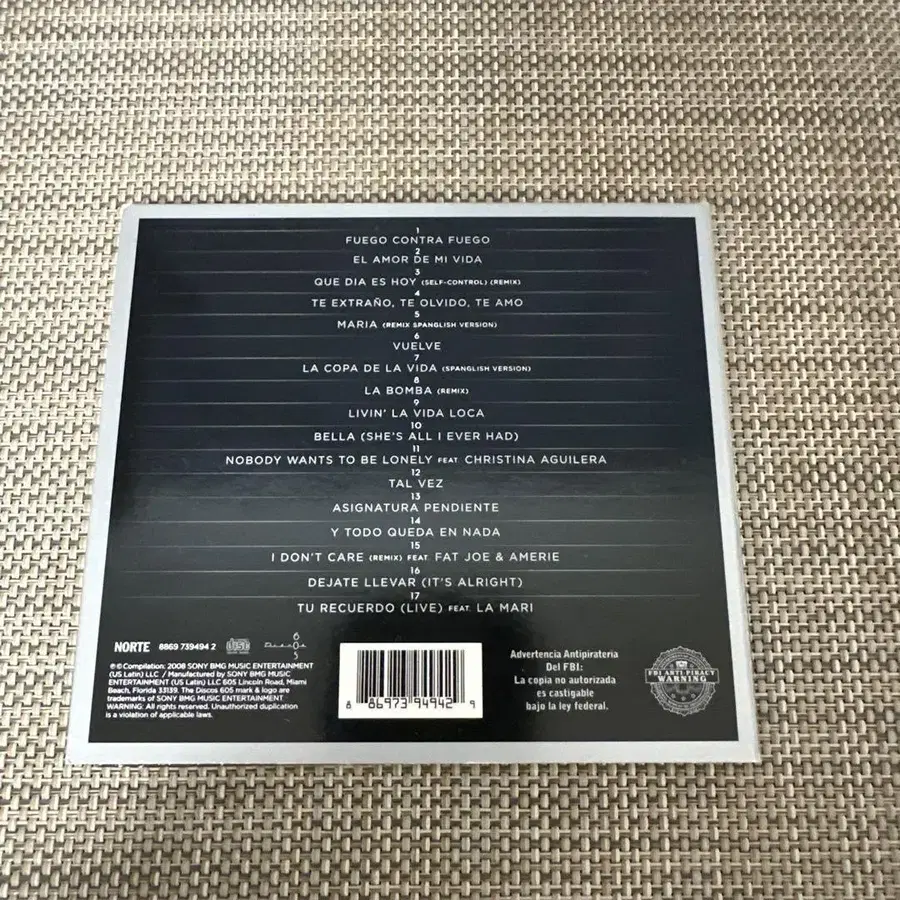 1
FUEGO CONTRA FUEGO
2
EL AMOR DE MI VIDA
3
QUE DIA ES HOY (SELF-CONTROL) (REMIX)
4
TE EXTRAÑO, TE OLVIDO, TE AMO
5
MARIA (REMIX SPANGLISH VERSION)
6
VUELVE
7
LA COPA DE LA VIDA (SPANGLISH VERSION)
8
LA BOMBA (REMIX)
9
LIVIN' LA VIDA LOCA
10
BELLA (SHE'S ALL I EVER HAD)
11
NOBODY WANTS TO BE LONELY FEAT. CHRISTINA AGUILERA
12
TAL VEZ
13
ASIGNATURA PENDIENTE
14
Y TODO QUEDA EN NADA
15
I DON'T CARE (REMIX) FEAT. FAT JOE & AMERIE
16
DEJATE LLEVAR (IT'S ALRIGHT)
17
TU RECUERDO (LIVE) FEAT. LA MARI
NORTE 8869 739494 2
Discos 605
℗© Compilation: 2008 SONY BMG MUSIC ENTERTAINMENT
(US Latin) LLC / Manufactured by SONY BMG MUSIC
ENTERTAINMENT (US Latin) LLC 605 Lincoln Road, Miami
Beach, Florida 33139. The Discos 605 mark & logo are
trademarks of SONY BMG MUSIC ENTERTAINMENT
WARNING: All rights reserved. Unauthorized duplication
is a violation of applicable laws.
8 86973 94942 9
Advertencia Antipirateria
Del FBI:
La copia no autorizada
es castigable
bajo la ley federal.
FBI ANTI-PIRACY
WARNING